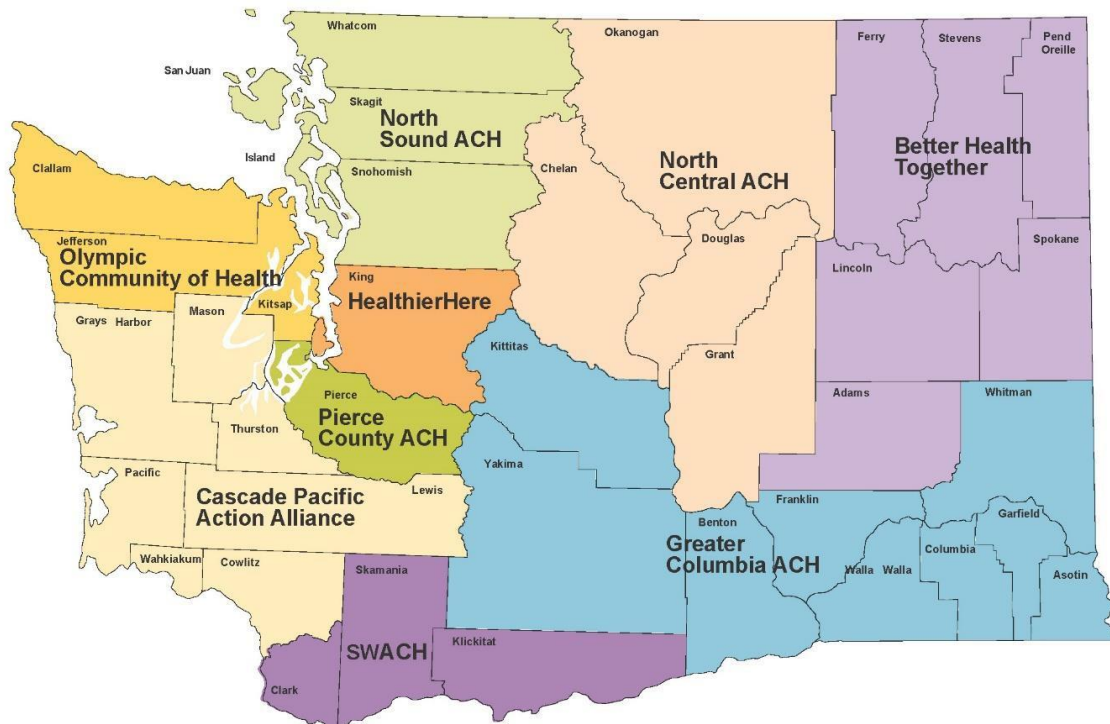 Whatcom
Okanogan
Ferry
Stevens
Pend
Oreille
San Juan
Skagit
North
Sound ACH
Island
Clallam
Snohomish
Chelan
North
Central ACH
Better Health
Together
Jefferson
Olympic
Community of Health
Douglas
Spokane
Lincoln
King
HealthierHere
Kitsap
Mason
Grays Harbor
Kittitas
Grant
Pierce
Pierce
County ACH
Adams
Whitman
Thurston
Yakima
Pacific
Lewis
Cascade Pacific
Action Alliance
Franklin
Benton
Garfield
Greater
Columbia ACH
Columbia
Wahkiakum
Cowlitz
Skamania
Walla Walla
Asotin
Klickitat
SWACH
Clark